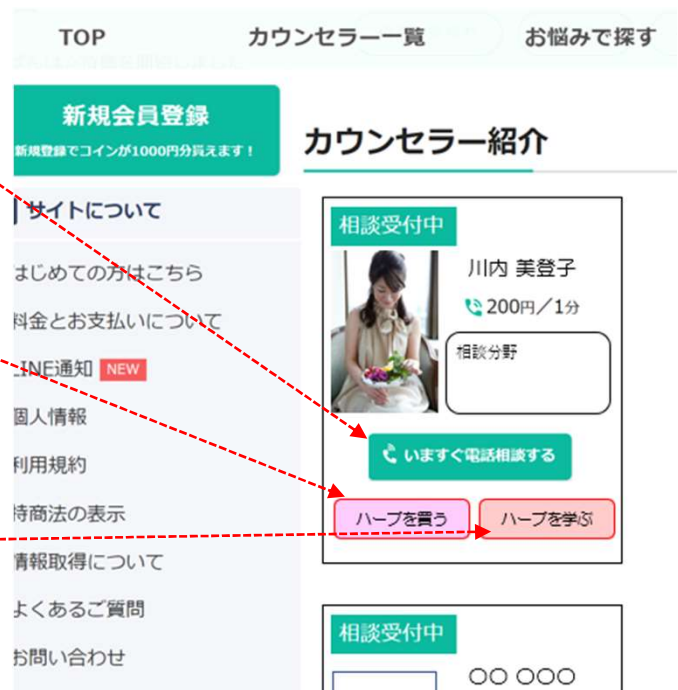 TOP
カウンセラー一覧
お悩みで探す
新規会員登録
新規登録でコインが1000円分貰えます！
カウンセラー紹介
サイトについて
はじめての方はこちら
料金とお支払いについて
LINE通知 NEW
個人情報
利用規約
特商法の表示
情報取得について
よくあるご質問
お問い合わせ
相談受付中
川内 美登子
200円／1分
相談分野
いますぐ電話相談する
ハーブを買う
ハーブを学ぶ
相談受付中
○○ ○○○